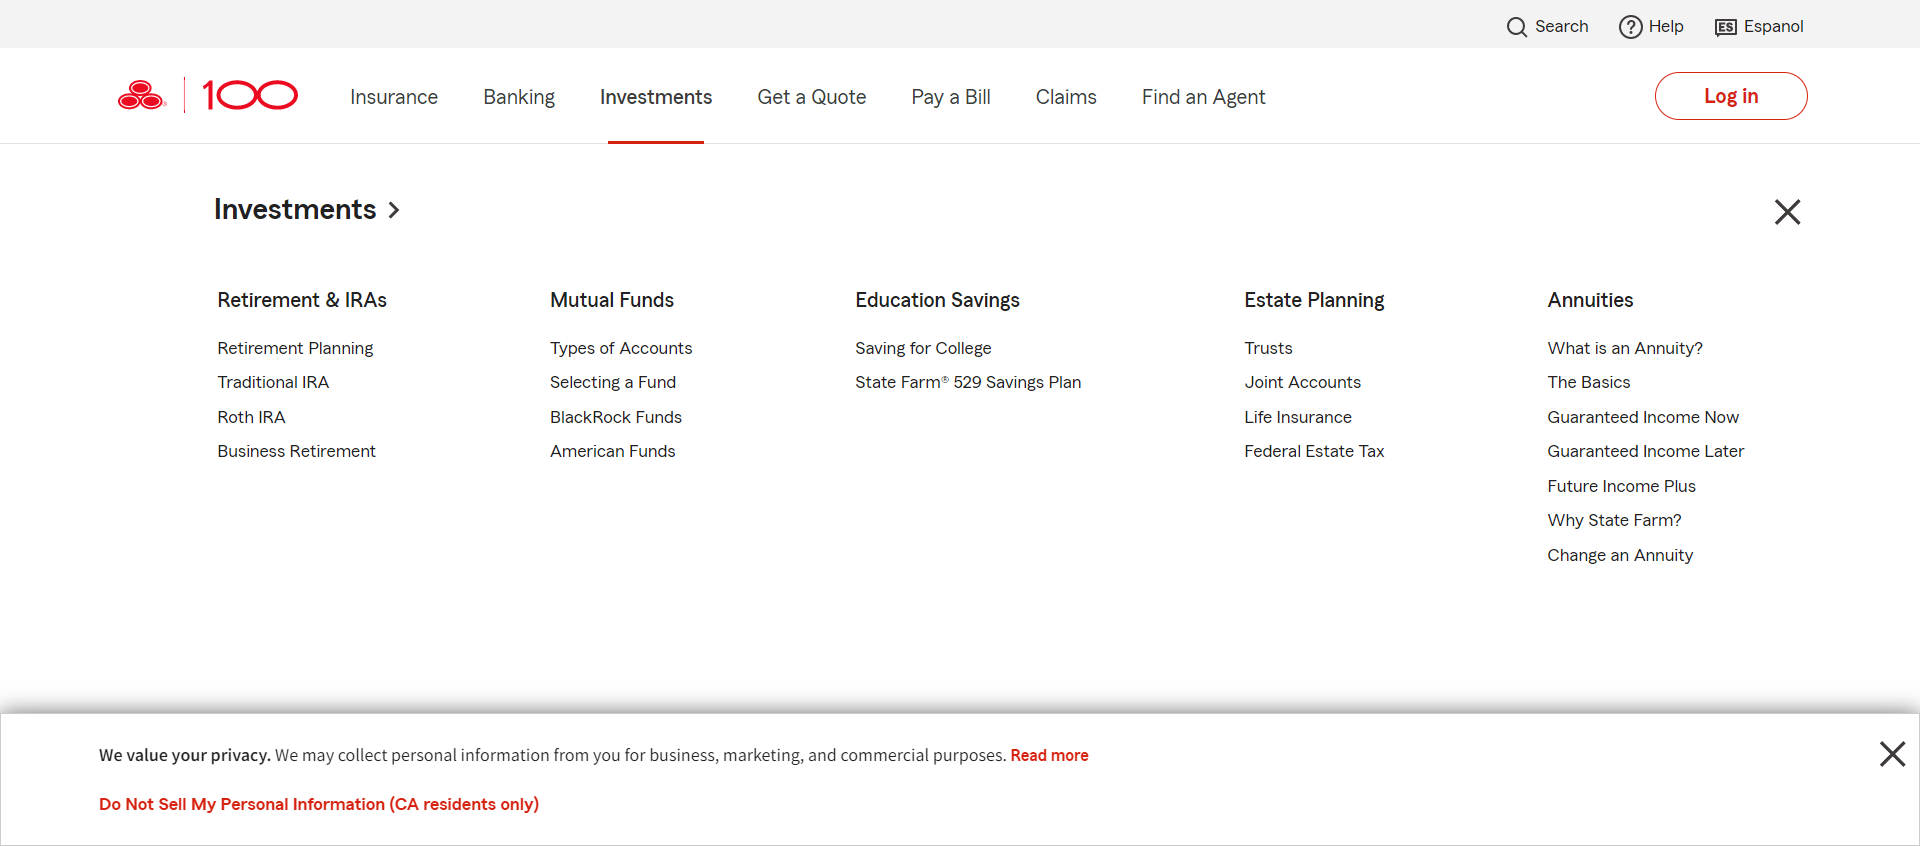 Search
Help
ES Espanol
100
Insurance
Banking
Investments
Get a Quote
Pay a Bill
Claims
Find an Agent
Log in
Investments
Retirement & IRAs
Retirement Planning
Traditional IRA
Roth IRA
Business Retirement
Mutual Funds
Types of Accounts
Selecting a Fund
BlackRock Funds
American Funds
Education Savings
Saving for College
State Farm® 529 Savings Plan
Estate Planning
Trusts
Joint Accounts
Life Insurance
Federal Estate Tax
Annuities
What is an Annuity?
The Basics
Guaranteed Income Now
Guaranteed Income Later
Future Income Plus
Why State Farm?
Change an Annuity
We value your privacy. We may collect personal information from you for business, marketing, and commercial purposes. Read more
Do Not Sell My Personal Information (CA residents only)